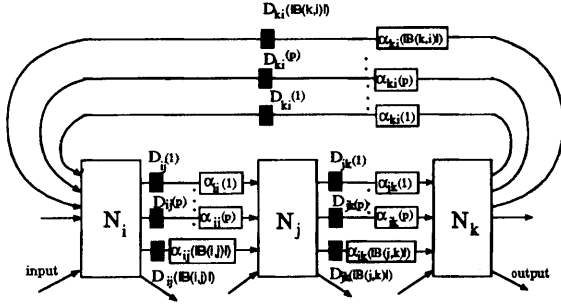 D_ki(|B(k,i)|)
α_ki(|B(k,i)|)
D_ki(p)
α_ki(p)
D_ki(1)
α_ki(1)
D_ij(1) D_jk(1)
α_ij(1) α_jk(1)
N_i D_ij(p) α_ij(p) N_j D_jk(p) α_jk(p) N_k
α_ij(|B(i,j)|) α_jk(|B(j,k)|)
input D_ij(|B(i,j)|) D_jk(|B(j,k)|) output